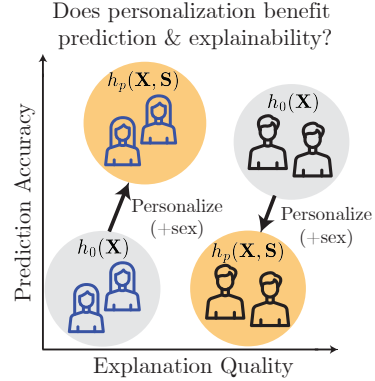 Does personalization benefit
prediction & explainability?
h_p(X, S)
h_0(X)
Prediction Accuracy
Personalize
(+sex)
Personalize
(+sex)
h_0(X)
h_p(X, S)
Explanation Quality